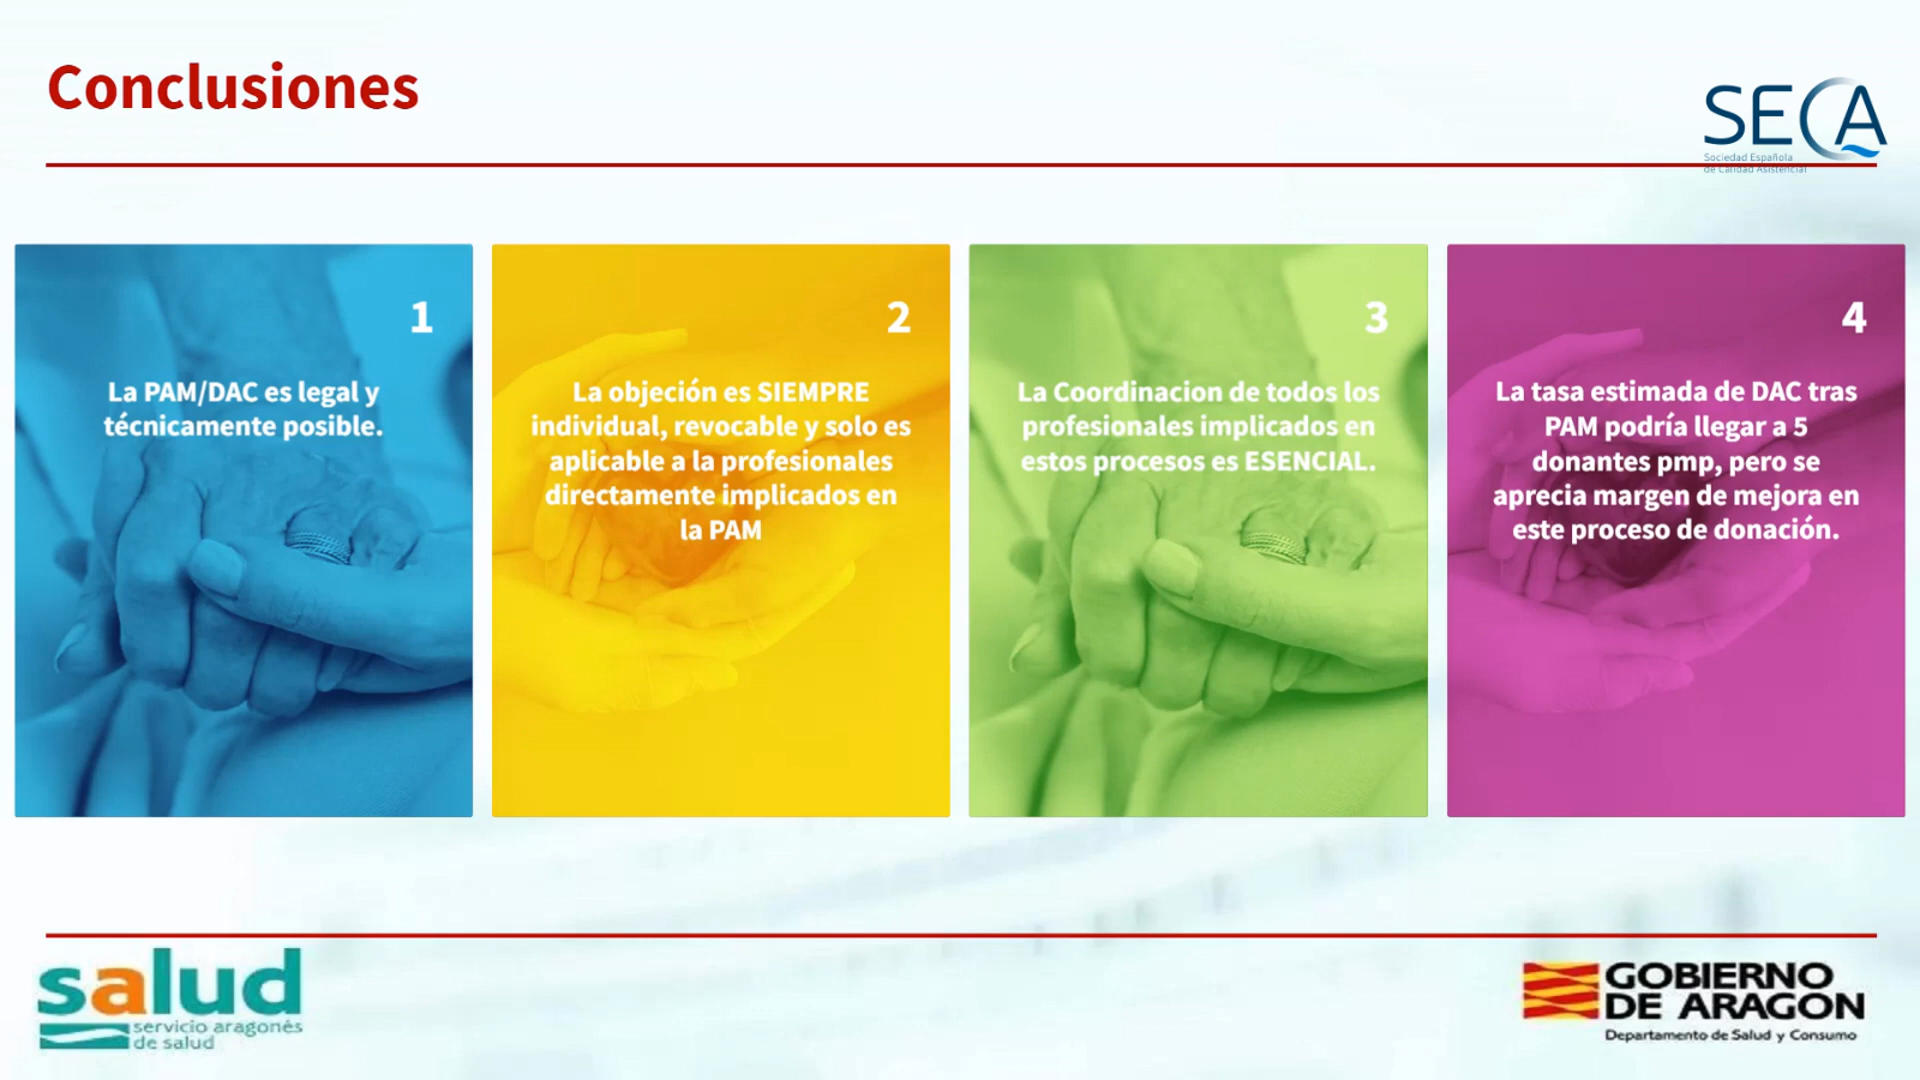 Conclusiones
SECA
Sociedad Española
de Calidad Asistencial
1
La PAM/DAC es legal y
técnicamente posible.
2
La objeción es SIEMPRE
individual, revocable y solo es
aplicable a la profesionales
directamente implicados en
la PAM
3
La Coordinacion de todos los
profesionales implicados en
estos procesos es ESENCIAL.
4
La tasa estimada de DAC tras
PAM podría llegar a 5
donantes pmp, pero se
aprecia margen de mejora en
este proceso de donación.
salud
servicio aragonés
de salud
GOBIERNO
DE ARAGON
Departamento de Salud y Consumo